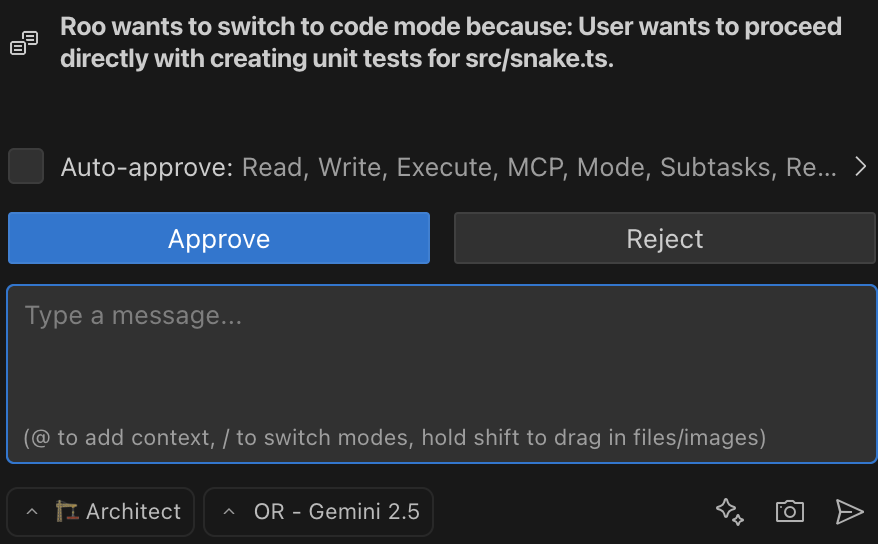 Roo wants to switch to code mode because: User wants to proceed
directly with creating unit tests for src/snake.ts.
Auto-approve: Read, Write, Execute, MCP, Mode, Subtasks, Re...
Approve
Reject
Type a message...
(@ to add context, / to switch modes, hold shift to drag in files/images)
Architect
OR - Gemini 2.5